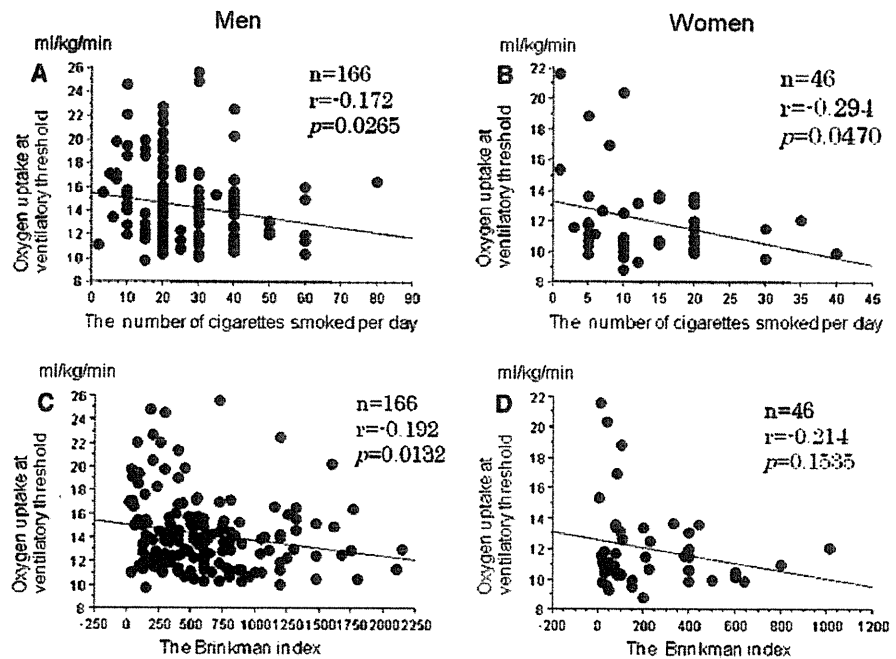 Men
Women
ml/kg/min
ml/kg/min
A
26
24
22
20
18
16
14
12
10
8
Oxygen uptake at
ventilatory threshold
n=166
r=-0.172
p=0.0265
0 10 20 30 40 50 60 70 80 90
The number of cigarettes smoked per day
B
22
20
18
16
14
12
10
8
Oxygen uptake at
ventilatory threshold
n=46
r=-0.294
p=0.0470
0 5 10 15 20 25 30 35 40 45
The number of cigarettes smoked per day
ml/kg/min
ml/kg/min
C
26
24
22
20
18
16
14
12
10
8
Oxygen uptake at
ventilatory threshold
n=166
r=-0.192
p=0.0132
-250 0 250 500 750 1000 1250 1500 1750 2000 2250
The Brinkman index
D
22
20
18
16
14
12
10
8
Oxygen uptake at
ventilatory threshold
n=46
r=-0.214
p=0.1535
-200 0 200 400 600 800 1000 1200
The Brinkman index